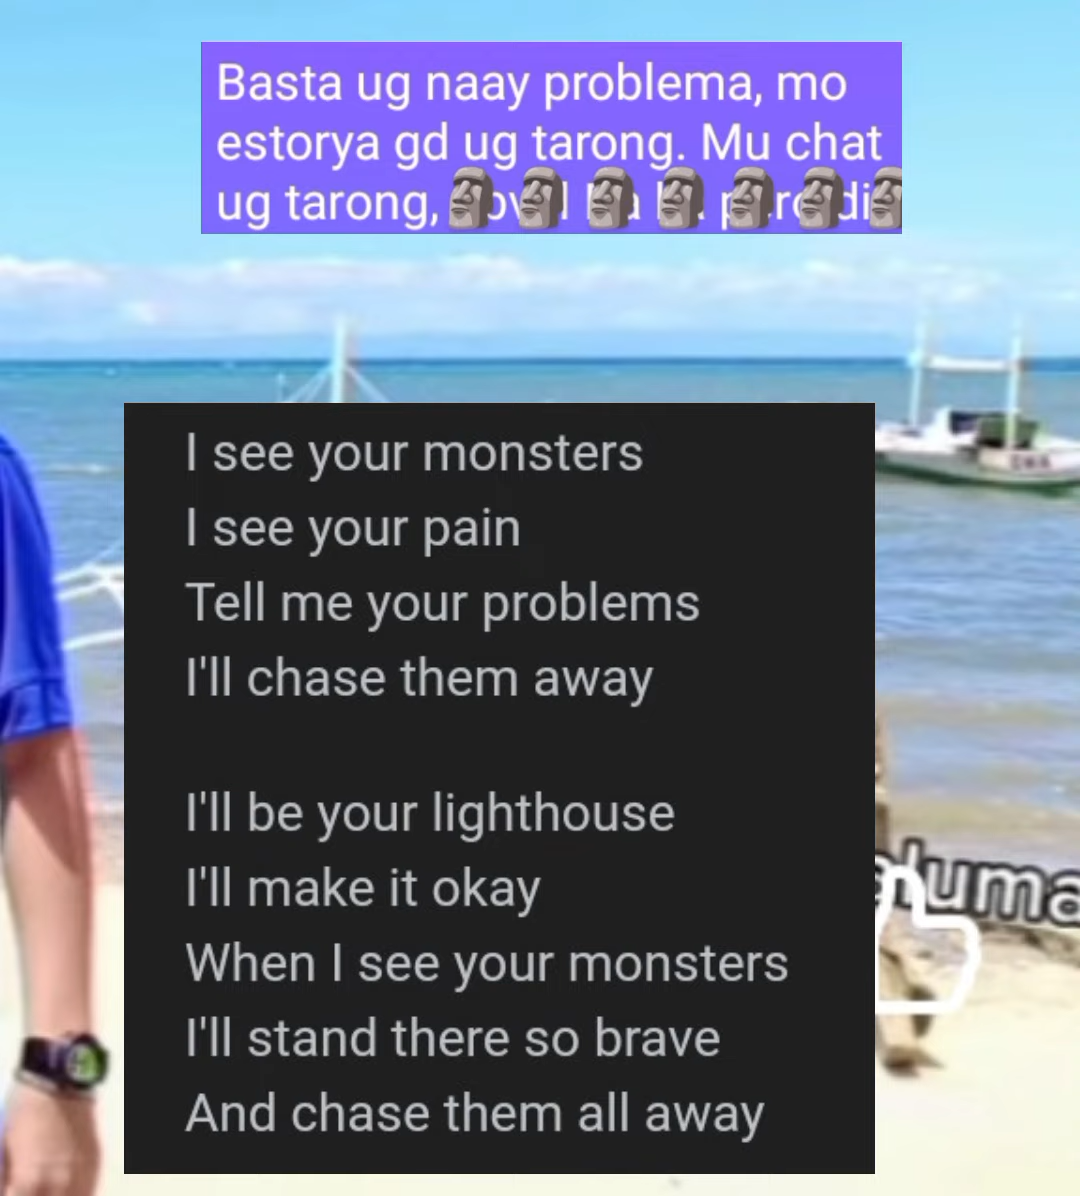 Basta ug naay problema, mo
estorya gd ug tarong. Mu chat
ug tarong,
I see your monsters
I see your pain
Tell me your problems
I'll chase them away
I'll be your lighthouse
I'll make it okay
When I see your monsters
I'll stand there so brave
And chase them all away